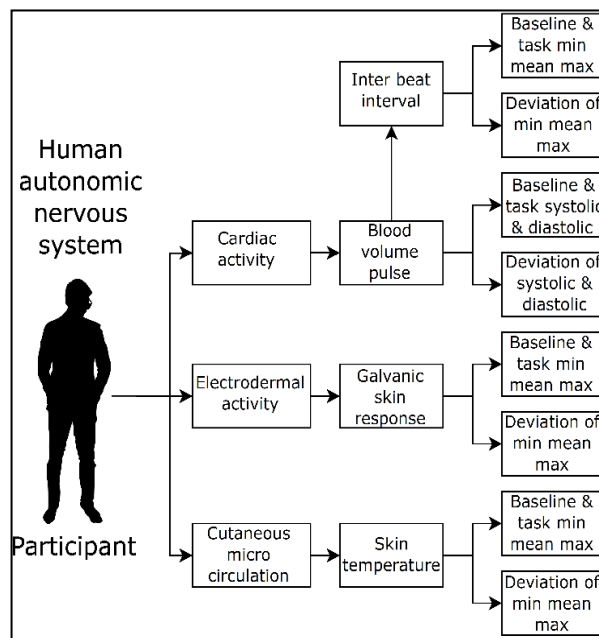 Human
autonomic
nervous
system
Participant
Cardiac
activity
Electrodermal
activity
Cutaneous
micro
circulation
Inter beat
interval
Blood
volume
pulse
Galvanic
skin
response
Skin
temperature
Baseline &
task min
mean max
Deviation of
min mean
max
Baseline &
task systolic
& diastolic
Deviation of
systolic &
diastolic
Baseline &
task min
mean max
Deviation of
min mean
max
Baseline &
task min
mean max
Deviation of
min mean
max